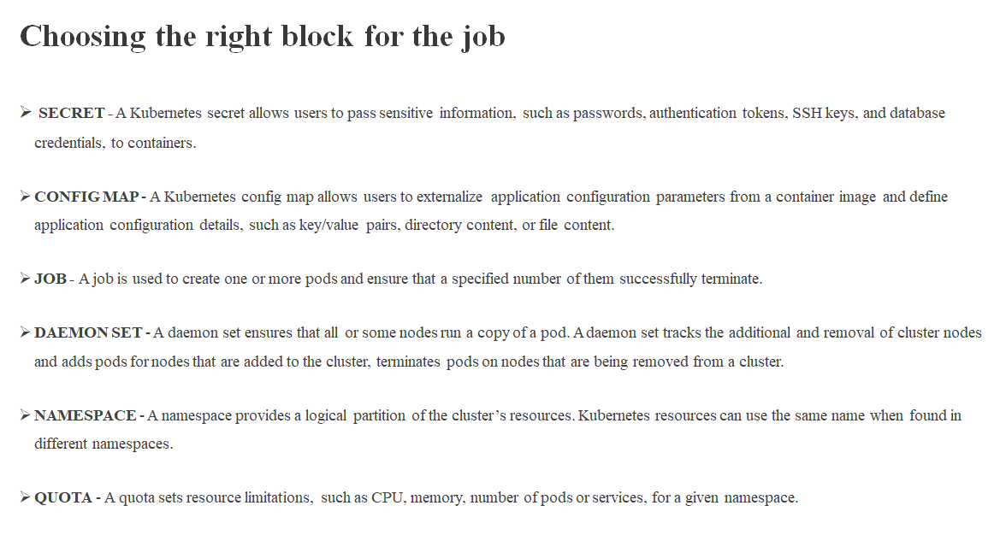 Choosing the right block for the job
➢ SECRET - A Kubernetes secret allows users to pass sensitive information, such as passwords, authentication tokens, SSH keys, and database
credentials, to containers.
➢ CONFIG MAP - A Kubernetes config map allows users to externalize application configuration parameters from a container image and define
application configuration details, such as key/value pairs, directory content, or file content.
➢ JOB - A job is used to create one or more pods and ensure that a specified number of them successfully terminate.
➢ DAEMON SET - A daemon set ensures that all or some nodes run a copy of a pod. A daemon set tracks the additional and removal of cluster nodes
and adds pods for nodes that are added to the cluster, terminates pods on nodes that are being removed from a cluster.
➢ NAMESPACE - A namespace provides a logical partition of the cluster’s resources. Kubernetes resources can use the same name when found in
different namespaces.
➢ QUOTA - A quota sets resource limitations, such as CPU, memory, number of pods or services, for a given namespace.